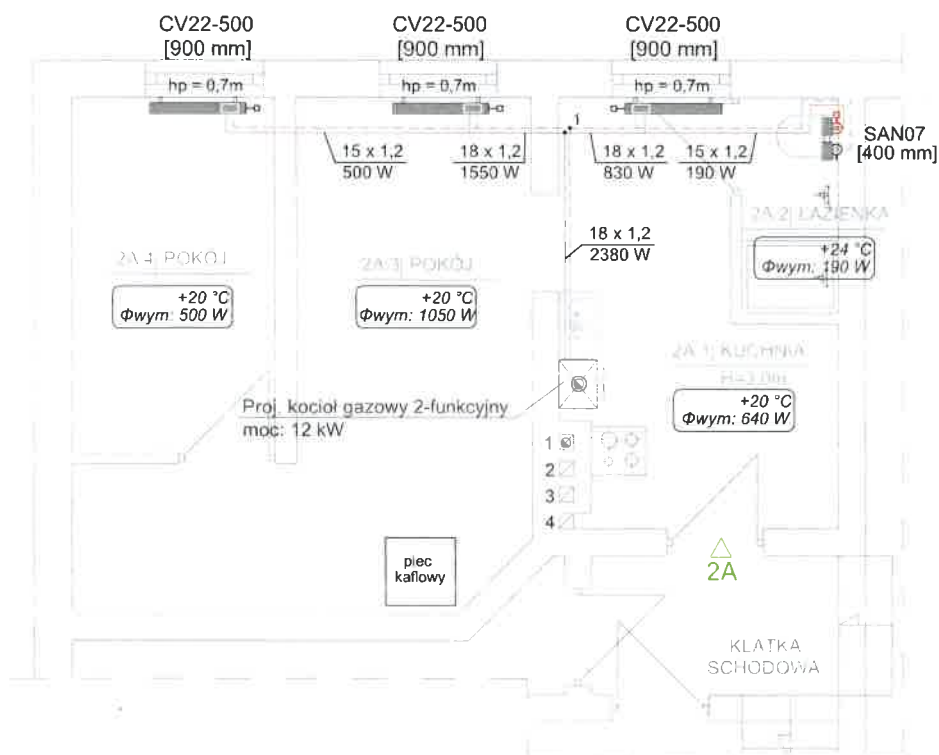 CV22-500
[900 mm]
CV22-500
[900 mm]
CV22-500
[900 mm]
hp = 0,7m
hp = 0,7m
hp = 0,7m
1
SAN07
[400 mm]
15 x 1,2
500 W
18 x 1,2
1550 W
18 x 1,2
830 W
15 x 1,2
190 W
18 x 1,2
2380 W
2A.2| ŁAZIENKA
+24 °C
Φwym: 190 W
2A.4| POKÓJ
+20 °C
Φwym: 500 W
2A.3| POKÓJ
+20 °C
Φwym: 1050 W
2A.1| KUCHNIA
H=3.0m
+20 °C
Φwym: 640 W
Proj. kocioł gazowy 2-funkcyjny
moc: 12 kW
1
2
3
4
piec
kaflowy
2A
KLATKA
SCHODOWA